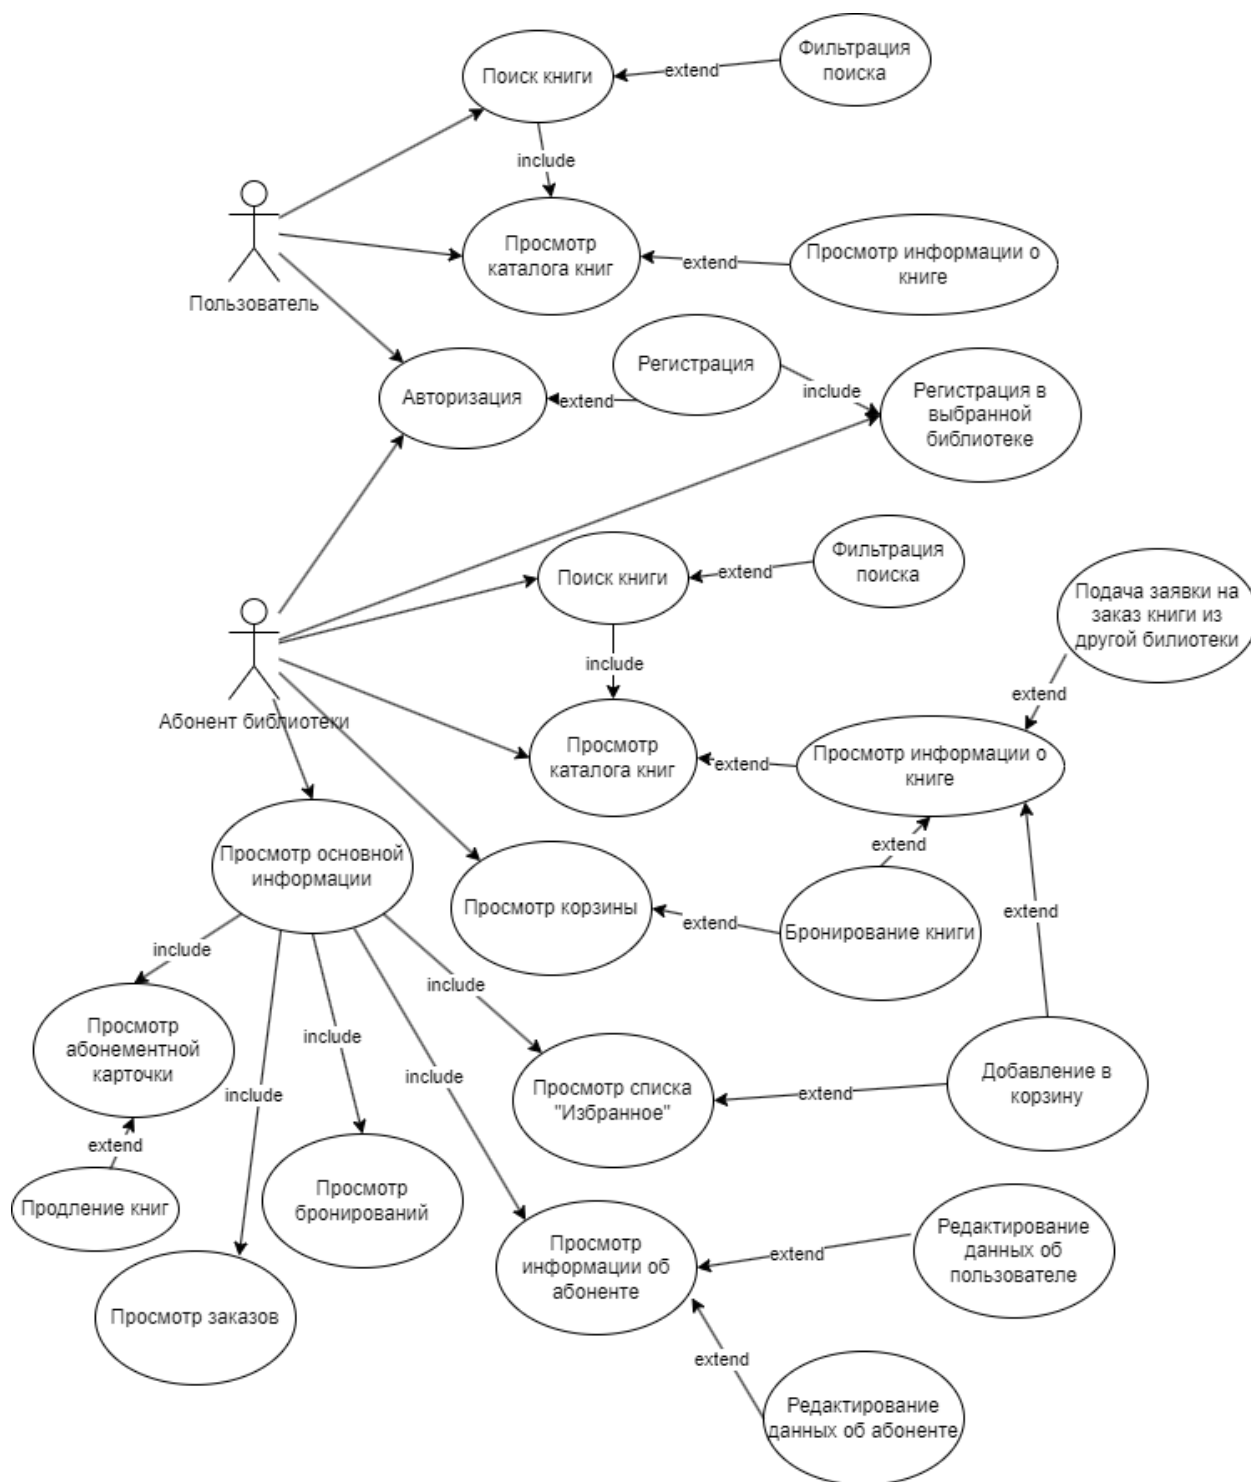 Фильтрация
поиска
Поиск книги
extend
include
Просмотр
каталога книг
extend
Просмотр информации о
книге
Пользователь
Регистрация
Авторизация
extend
include
Регистрация в
выбранной
библиотеке
Фильтрация
поиска
Поиск книги
extend
Подача заявки на
заказ книги из
другой билиотеки
include
extend
Абонент библиотеки
Просмотр
каталога книг
extend
Просмотр информации о
книге
extend
Просмотр основной
информации
Просмотр корзины
extend
Бронирование книги
extend
include
include
include
include
include
Просмотр
абонементной
карточки
Просмотр списка
"Избранное"
extend
Добавление в
корзину
extend
Продление книг
Просмотр
бронирований
Просмотр
информации об
абоненте
extend
Редактирование
данных об
пользователе
Просмотр заказов
extend
Редактирование
данных об абоненте